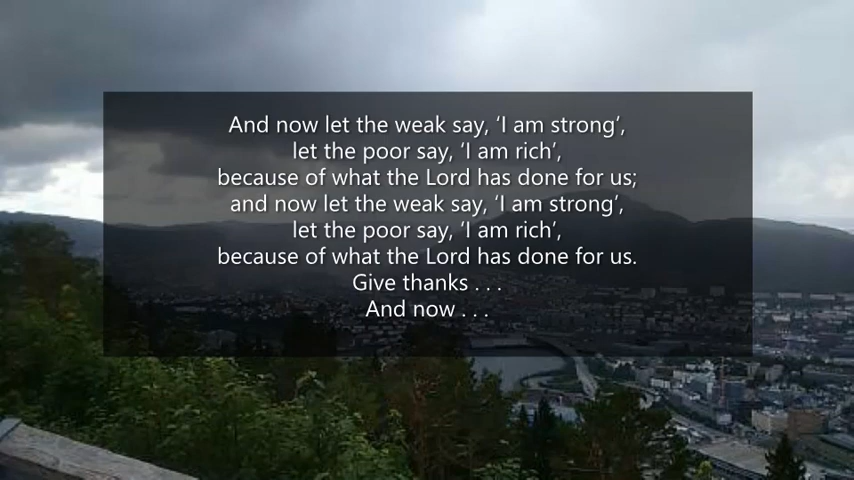 And now let the weak say, ‘I am strong’,
let the poor say, ‘I am rich’,
because of what the Lord has done for us;
and now let the weak say, ‘I am strong’,
let the poor say, ‘I am rich’,
because of what the Lord has done for us.
Give thanks . . .
And now . . .